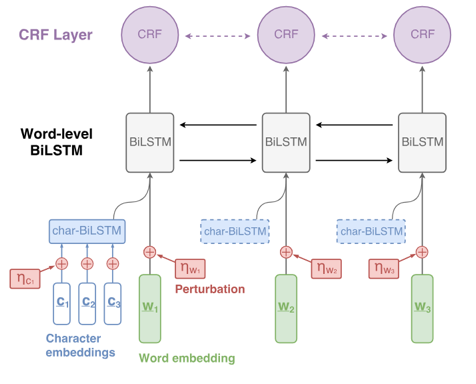 CRF Layer
CRF
CRF
CRF
Word-level
BiLSTM
BiLSTM
BiLSTM
BiLSTM
char-BiLSTM
char-BiLSTM
char-BiLSTM
ηc₁
ηw₁
ηw₂
ηw₃
Perturbation
c₁
c₂
c₃
w₁
w₂
w₃
Character
embeddings
Word embedding